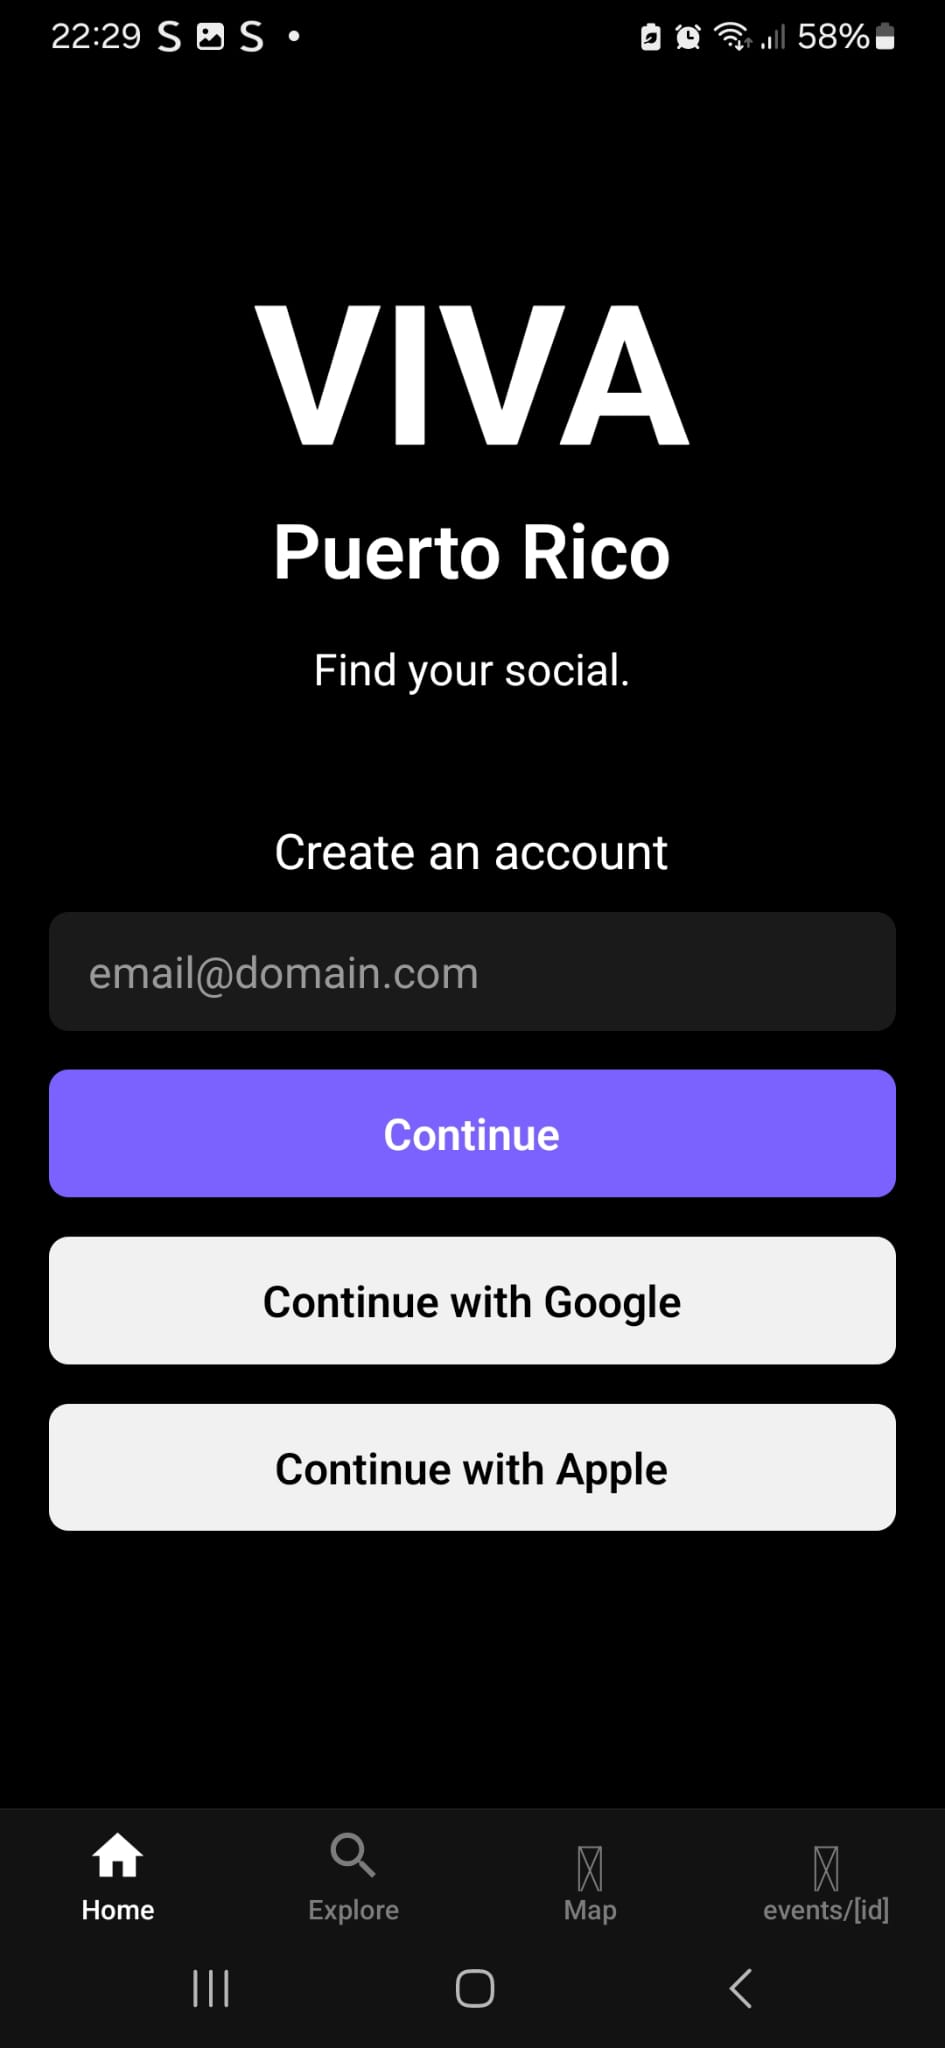 22:29
58%
VIVA
Puerto Rico
Find your social.
Create an account
email@domain.com
Continue
Continue with Google
Continue with Apple
Home
Explore
Map
events/[id]